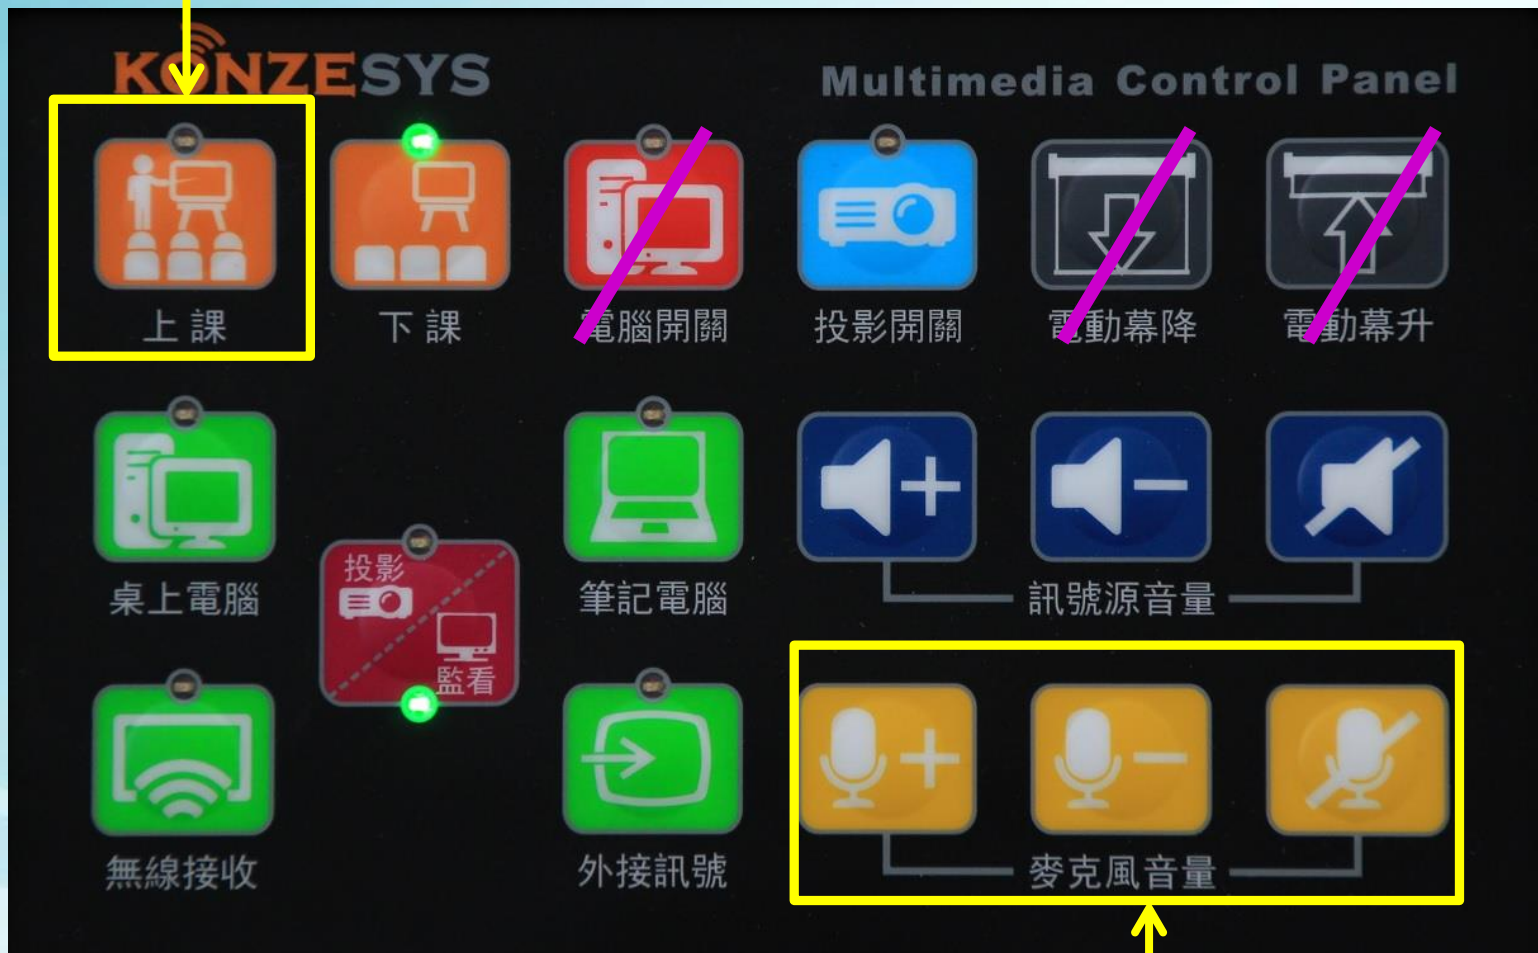 KONZESYS
Multimedia Control Panel
上課
下課
電腦開關
投影開關
電動幕降
電動幕升
桌上電腦
投影
監看
筆記電腦
訊號源音量
無線接收
外接訊號
麥克風音量